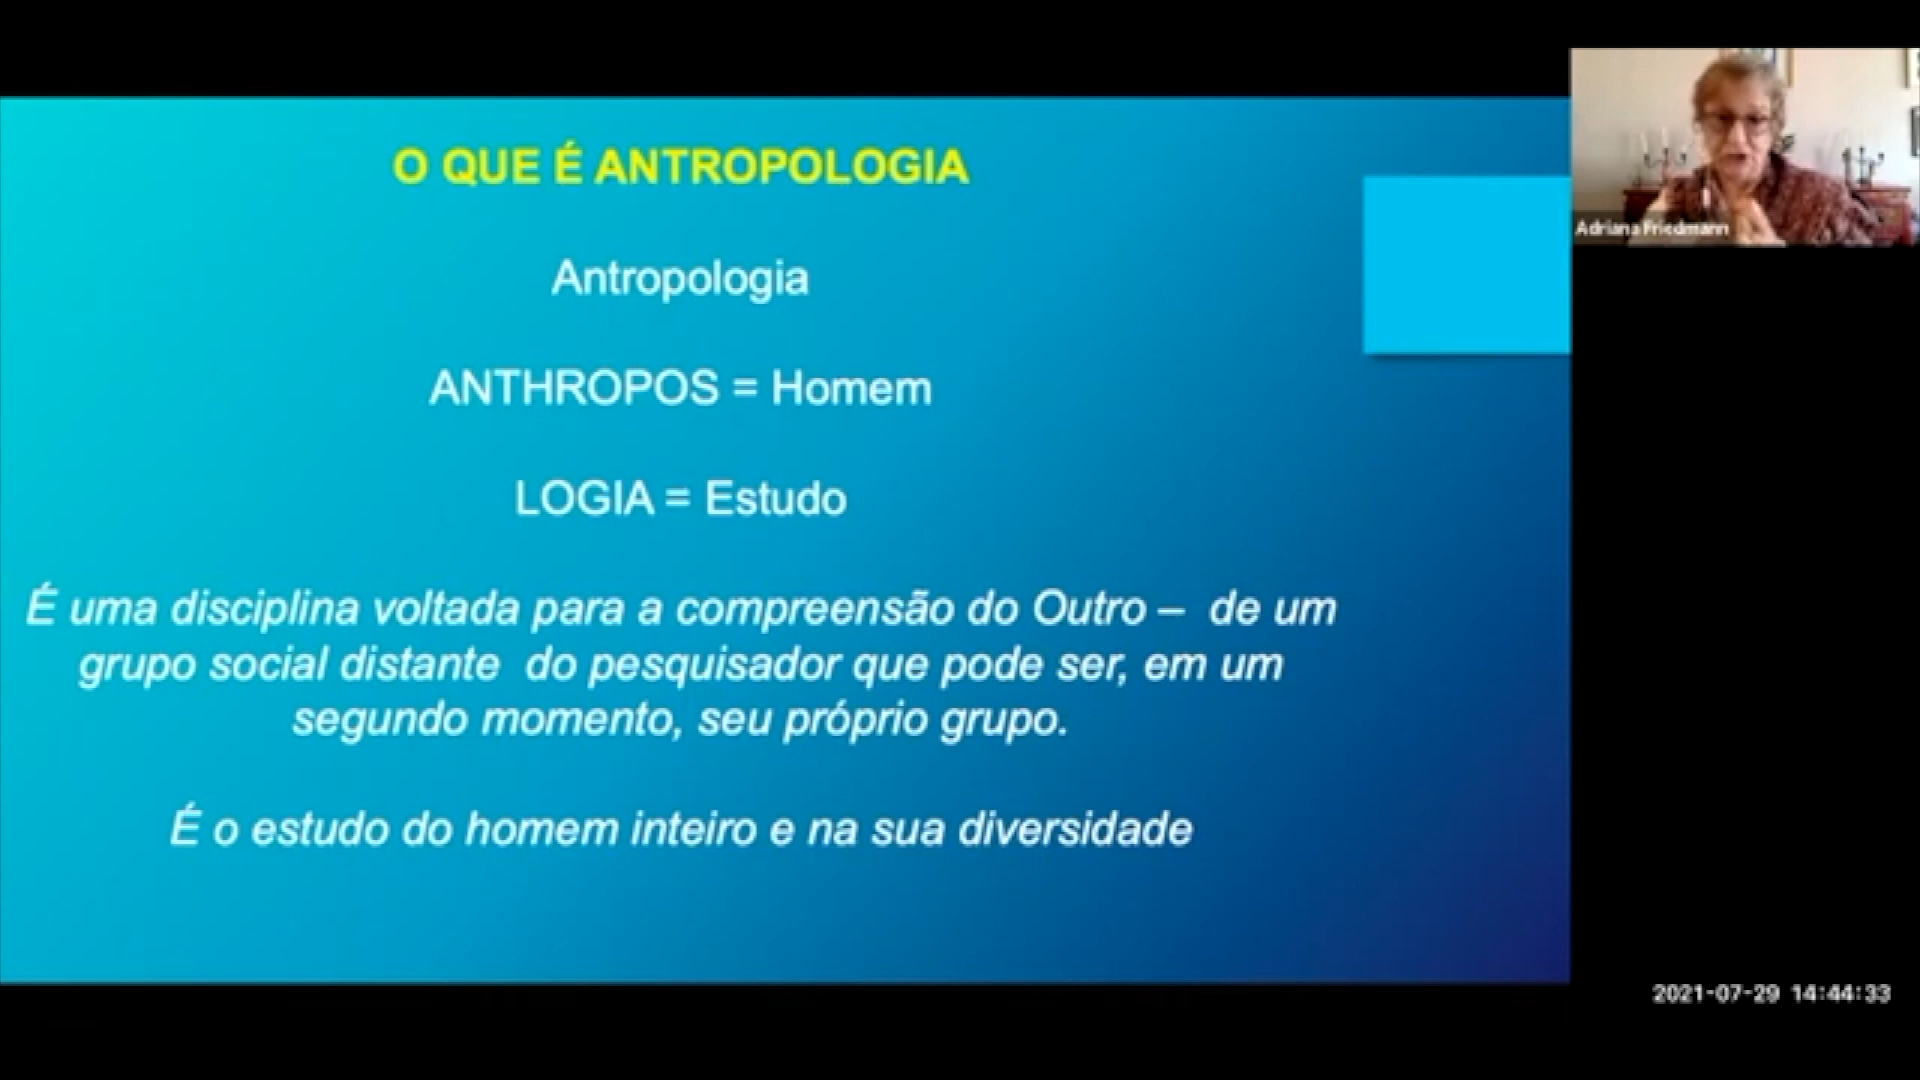 O QUE É ANTROPOLOGIA
Antropologia
ANTHROPOS = Homem
LOGIA = Estudo
É uma disciplina voltada para a compreensão do Outro – de um
grupo social distante do pesquisador que pode ser, em um
segundo momento, seu próprio grupo.
É o estudo do homem inteiro e na sua diversidade
Adriana Friedmann
2021-07-29 14:44:33